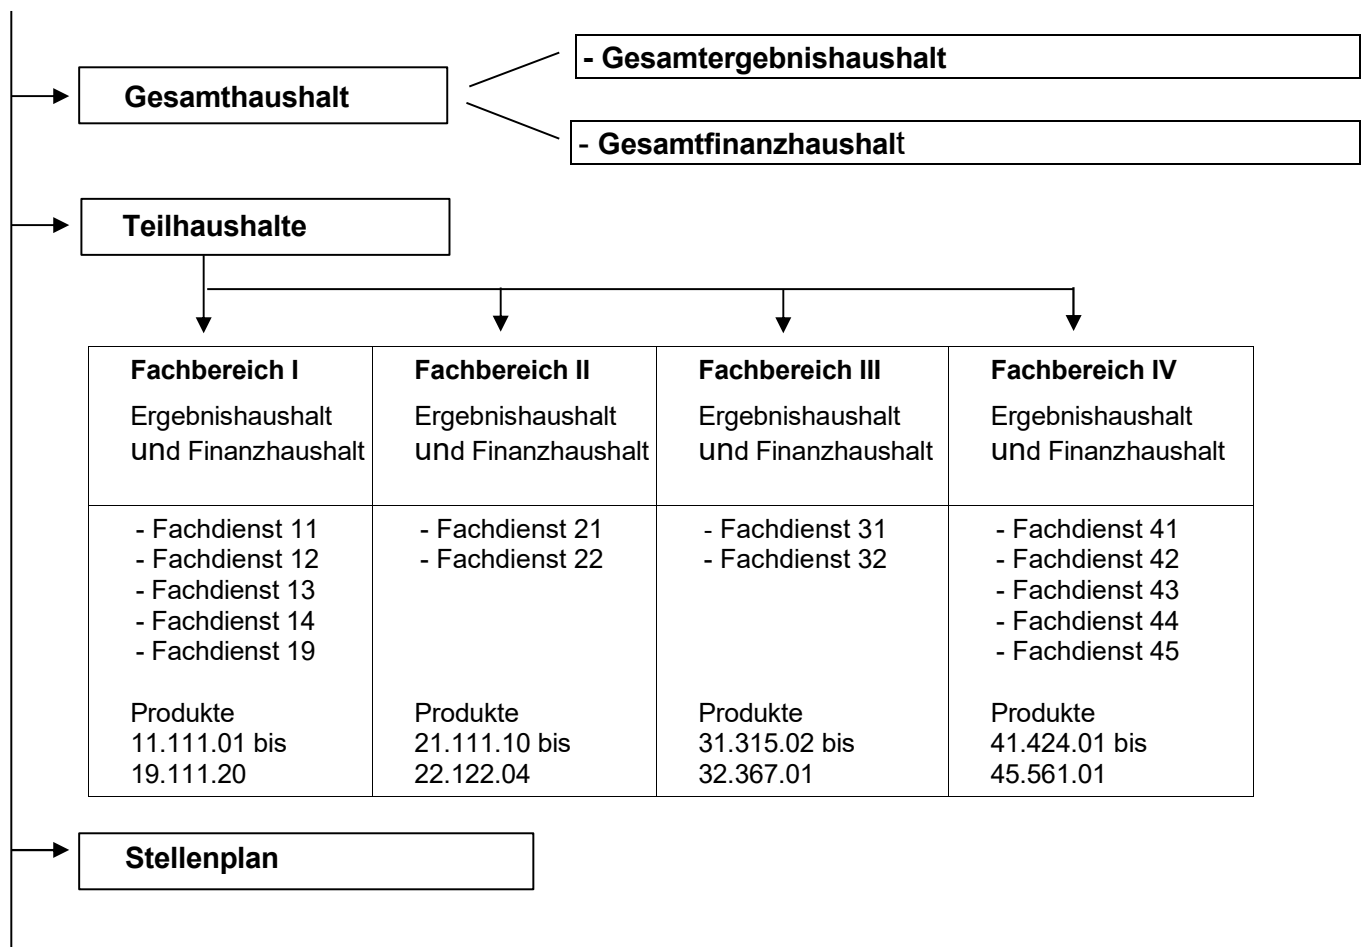 - Gesamtergebnishaushalt
Gesamthaushalt
- Gesamtfinanzhaushalt
Teilhaushalte
Fachbereich I
Ergebnishaushalt
und Finanzhaushalt
- Fachdienst 11
- Fachdienst 12
- Fachdienst 13
- Fachdienst 14
- Fachdienst 19
Produkte
11.111.01 bis
19.111.20
Fachbereich II
Ergebnishaushalt
und Finanzhaushalt
- Fachdienst 21
- Fachdienst 22
Produkte
21.111.10 bis
22.122.04
Fachbereich III
Ergebnishaushalt
und Finanzhaushalt
- Fachdienst 31
- Fachdienst 32
Produkte
31.315.02 bis
32.367.01
Fachbereich IV
Ergebnishaushalt
und Finanzhaushalt
- Fachdienst 41
- Fachdienst 42
- Fachdienst 43
- Fachdienst 44
- Fachdienst 45
Produkte
41.424.01 bis
45.561.01
Stellenplan